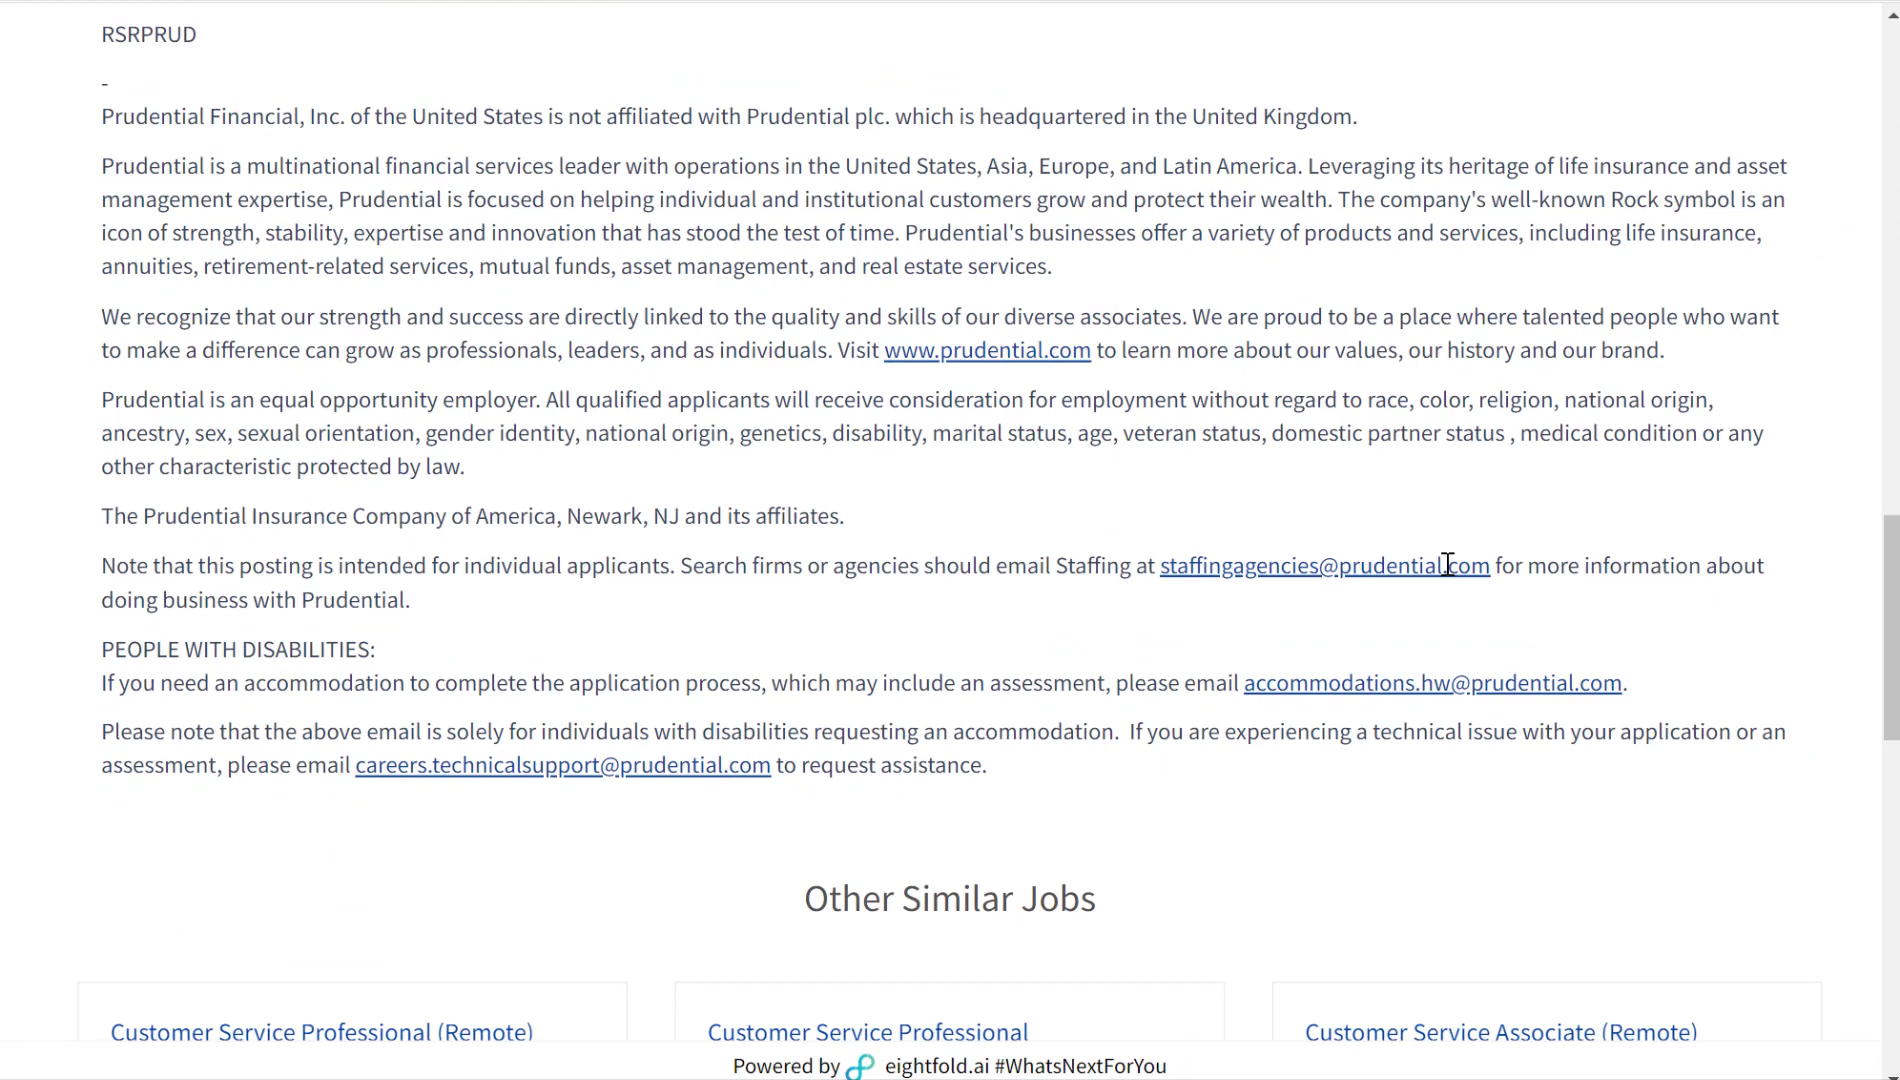 RSRPRUD
-
Prudential Financial, Inc. of the United States is not affiliated with Prudential plc. which is headquartered in the United Kingdom.
Prudential is a multinational financial services leader with operations in the United States, Asia, Europe, and Latin America. Leveraging its heritage of life insurance and asset
management expertise, Prudential is focused on helping individual and institutional customers grow and protect their wealth. The company's well-known Rock symbol is an
icon of strength, stability, expertise and innovation that has stood the test of time. Prudential's businesses offer a variety of products and services, including life insurance,
annuities, retirement-related services, mutual funds, asset management, and real estate services.
We recognize that our strength and success are directly linked to the quality and skills of our diverse associates. We are proud to be a place where talented people who want
to make a difference can grow as professionals, leaders, and as individuals. Visit www.prudential.com to learn more about our values, our history and our brand.
Prudential is an equal opportunity employer. All qualified applicants will receive consideration for employment without regard to race, color, religion, national origin,
ancestry, sex, sexual orientation, gender identity, national origin, genetics, disability, marital status, age, veteran status, domestic partner status , medical condition or any
other characteristic protected by law.
The Prudential Insurance Company of America, Newark, NJ and its affiliates.
Note that this posting is intended for individual applicants. Search firms or agencies should email Staffing at staffingagencies@prudential.com for more information about
doing business with Prudential.
PEOPLE WITH DISABILITIES:
If you need an accommodation to complete the application process, which may include an assessment, please email accommodations.hw@prudential.com.
Please note that the above email is solely for individuals with disabilities requesting an accommodation.  If you are experiencing a technical issue with your application or an
assessment, please email careers.technicalsupport@prudential.com to request assistance.
Other Similar Jobs
Customer Service Professional (Remote)
Customer Service Professional
Customer Service Associate (Remote)
Powered by eightfold.ai #WhatsNextForYou